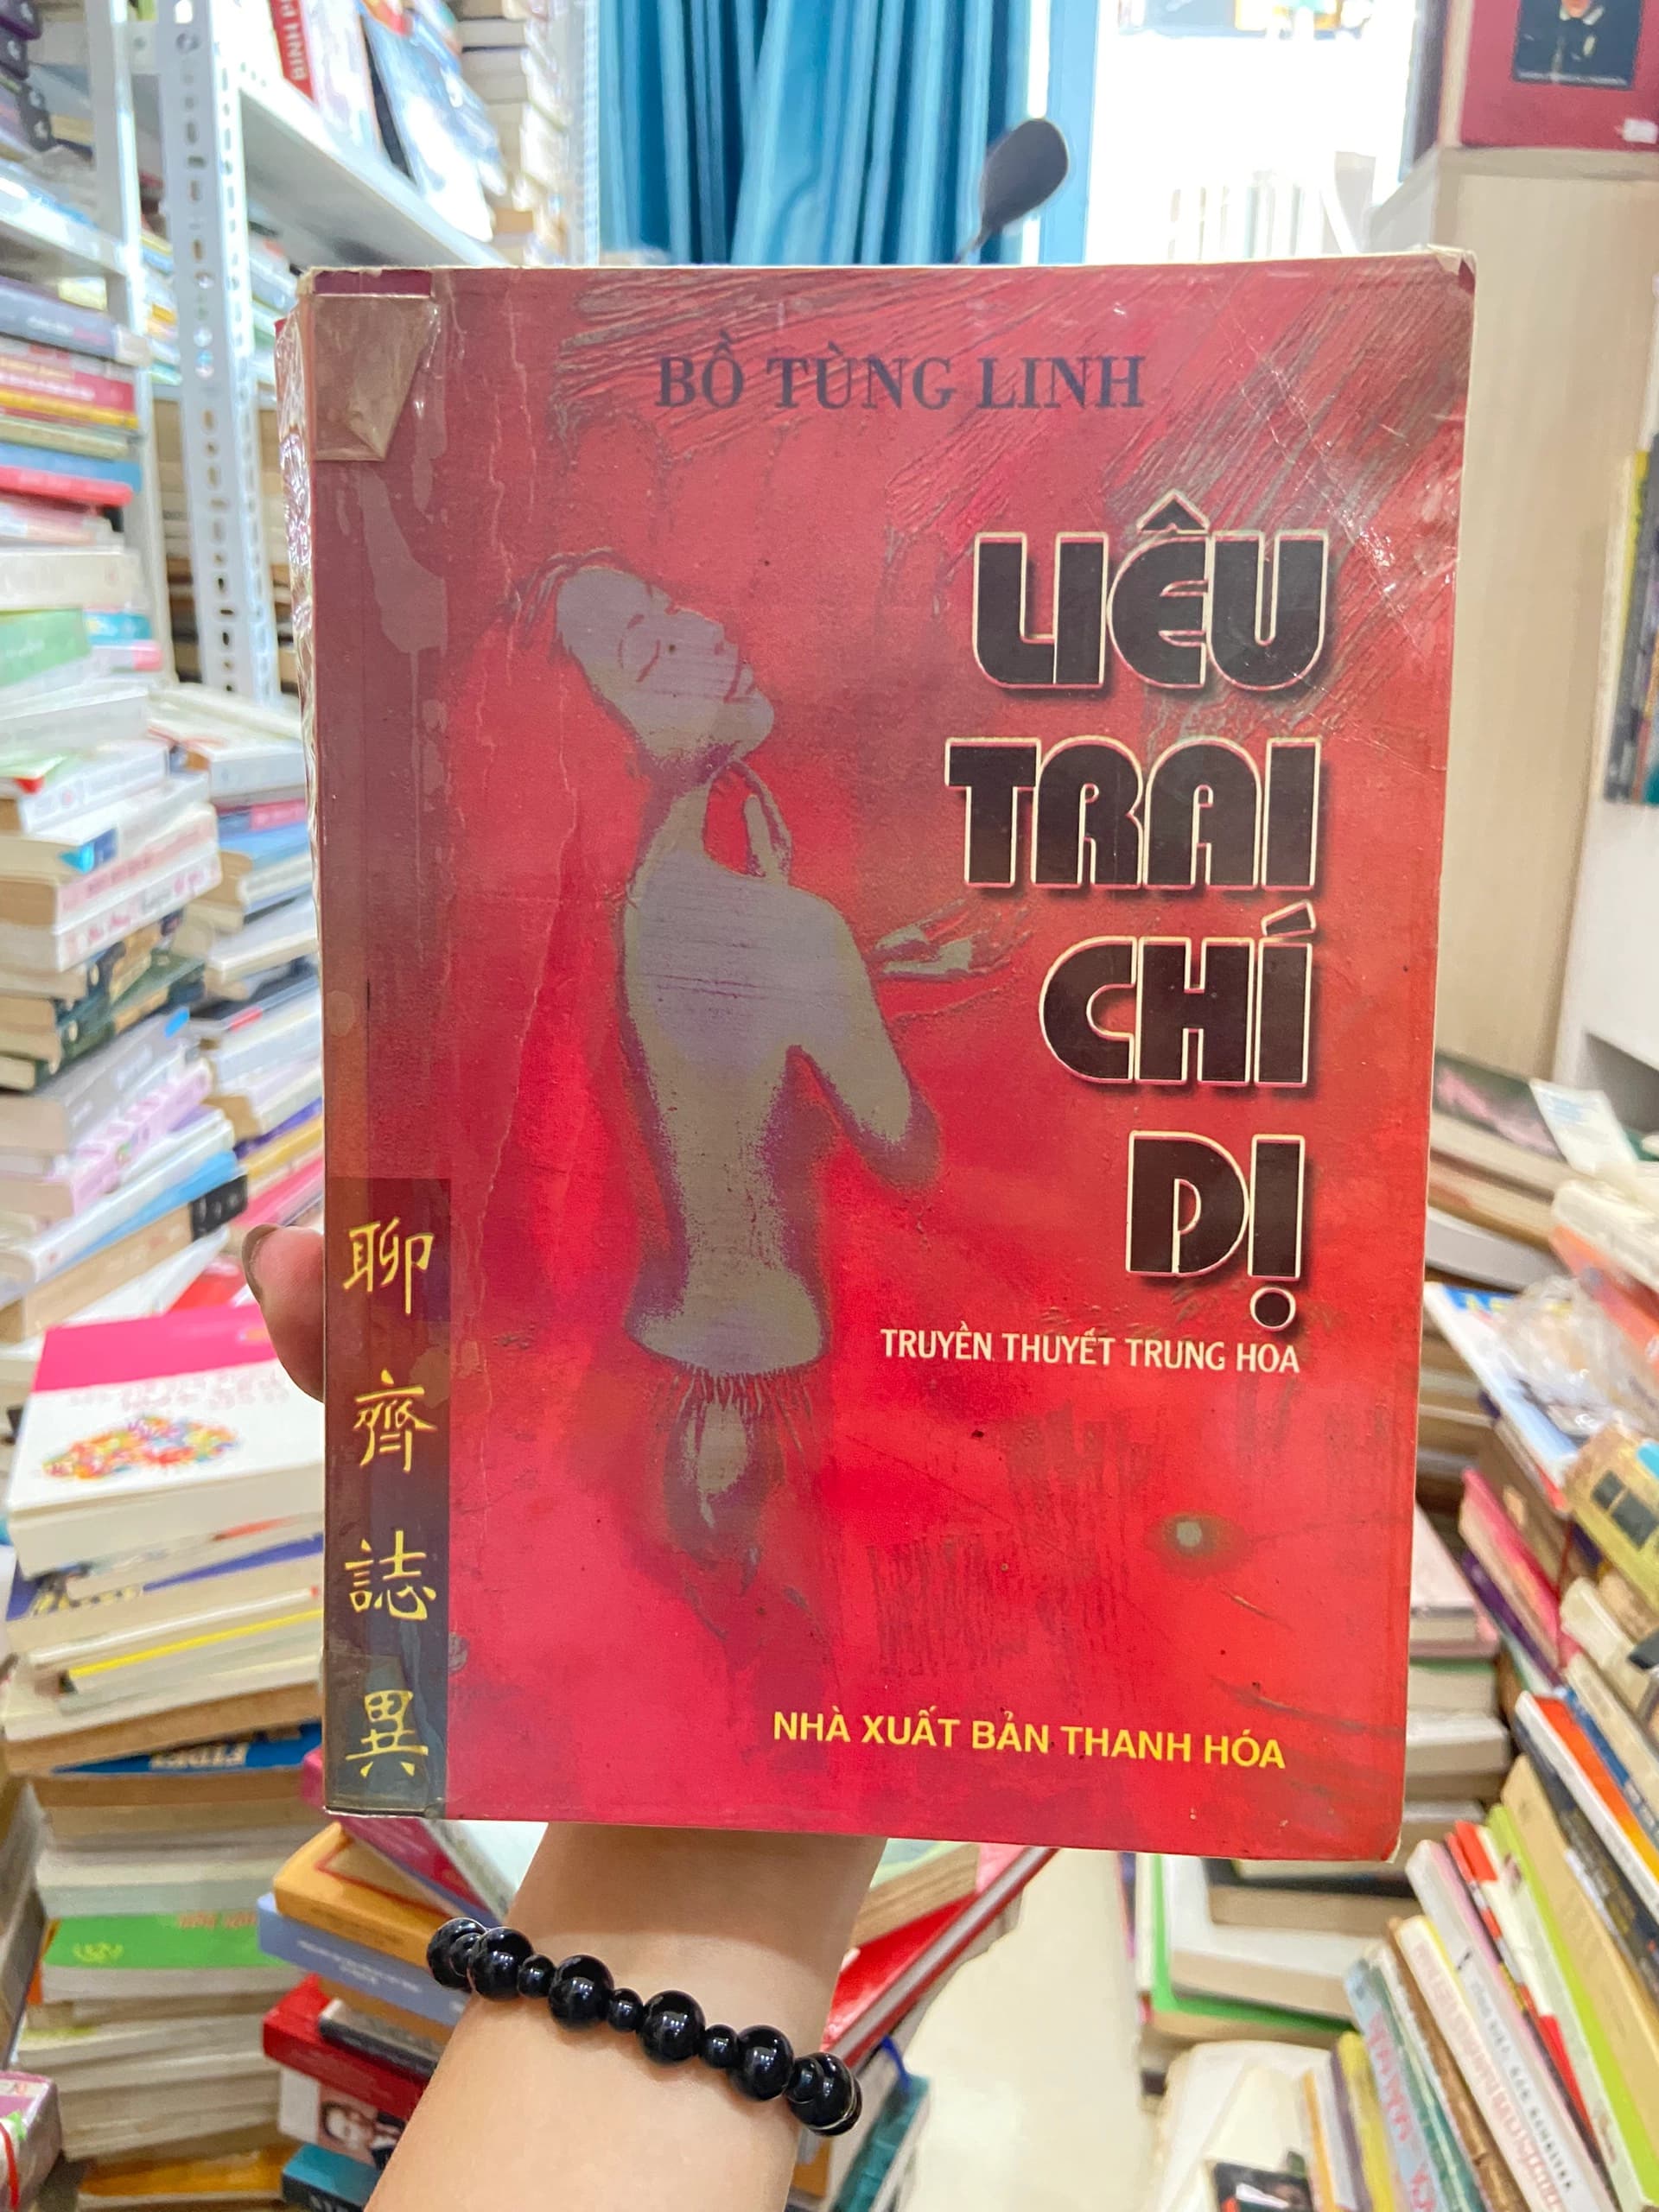 BỒ TÙNG LINH
LIÊU
TRAI
CHÍ
DỊ
TRUYỀN THUYẾT TRUNG HOA
聊
齋
誌
異
NHÀ XUẤT BẢN THANH HÓA